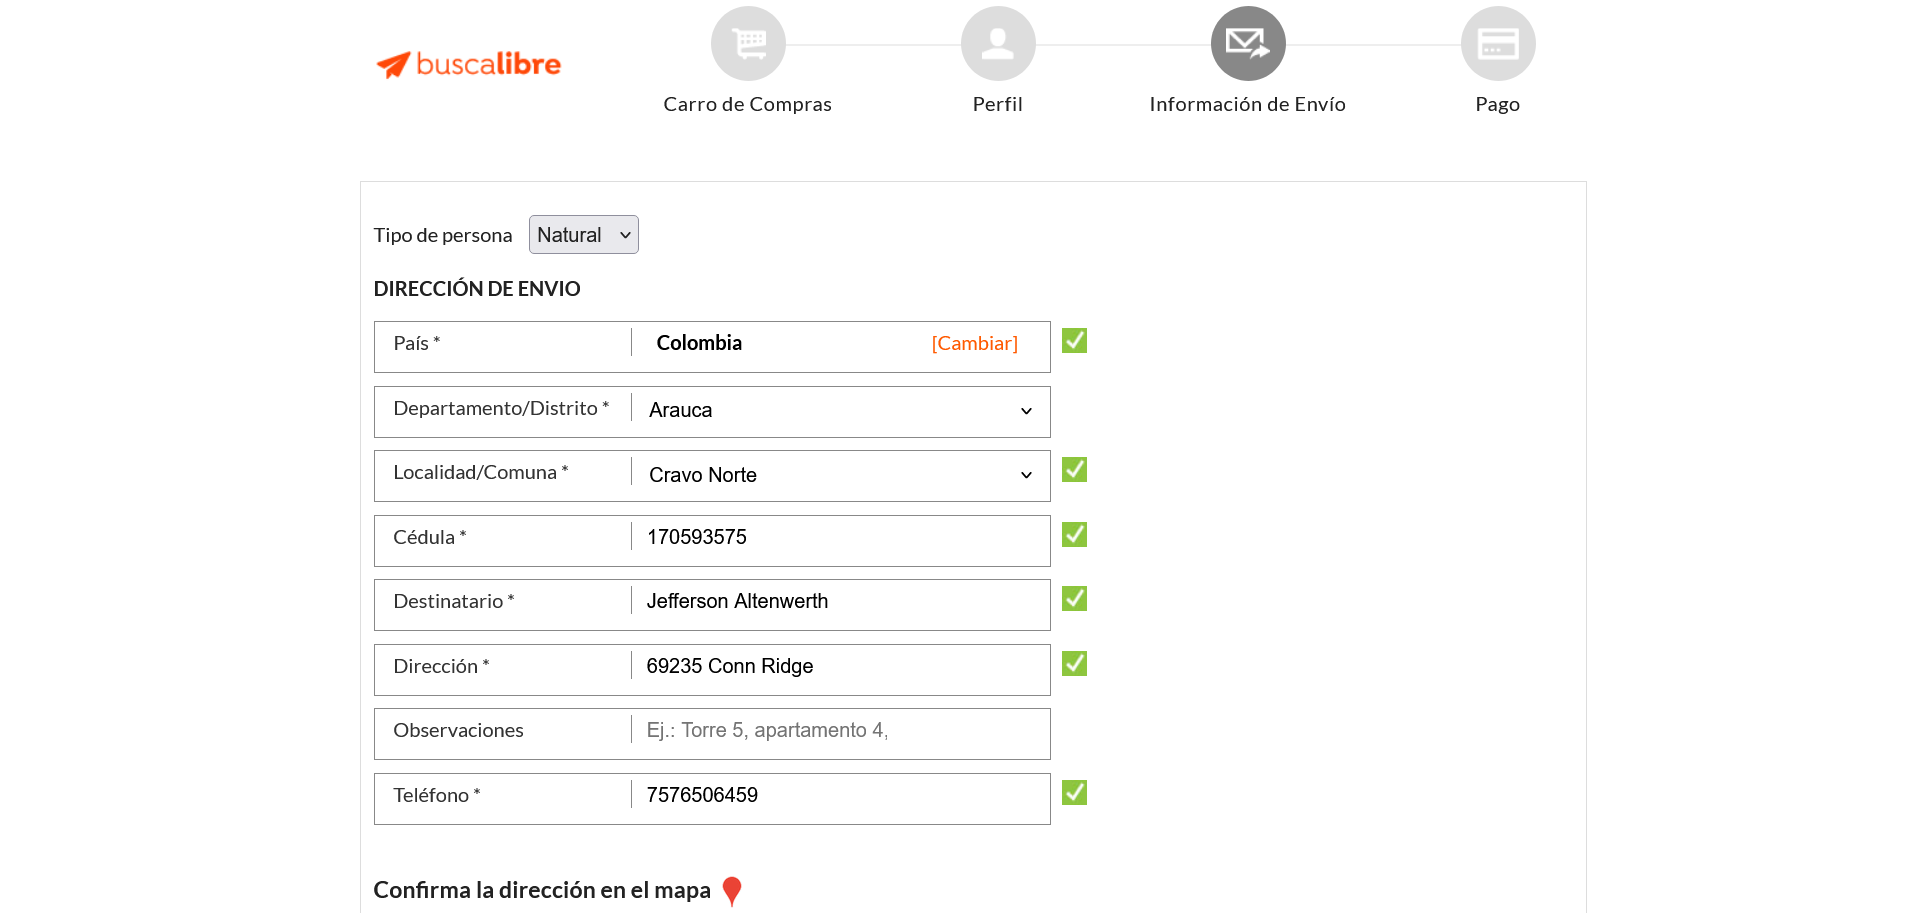 buscalibre
Carro de Compras
Perfil
Información de Envío
Pago
Tipo de persona Natural
DIRECCIÓN DE ENVIO
País * Colombia [Cambiar]
Departamento/Distrito * Arauca
Localidad/Comuna * Cravo Norte
Cédula * 170593575
Destinatario * Jefferson Altenwerth
Dirección * 69235 Conn Ridge
Observaciones Ej.: Torre 5, apartamento 4,
Teléfono * 7576506459
Confirma la dirección en el mapa